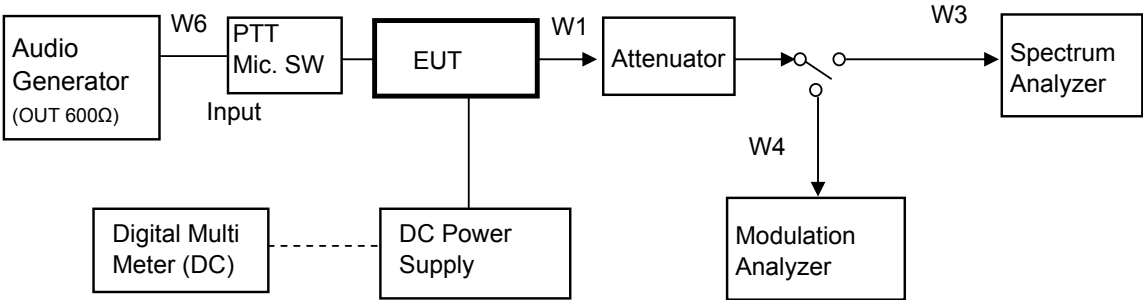 W6
Audio
Generator
(OUT 600Ω)
PTT
Mic. SW
Input
EUT
W1
Attenuator
W3
Spectrum
Analyzer
W4
Digital Multi
Meter (DC)
DC Power
Supply
Modulation
Analyzer